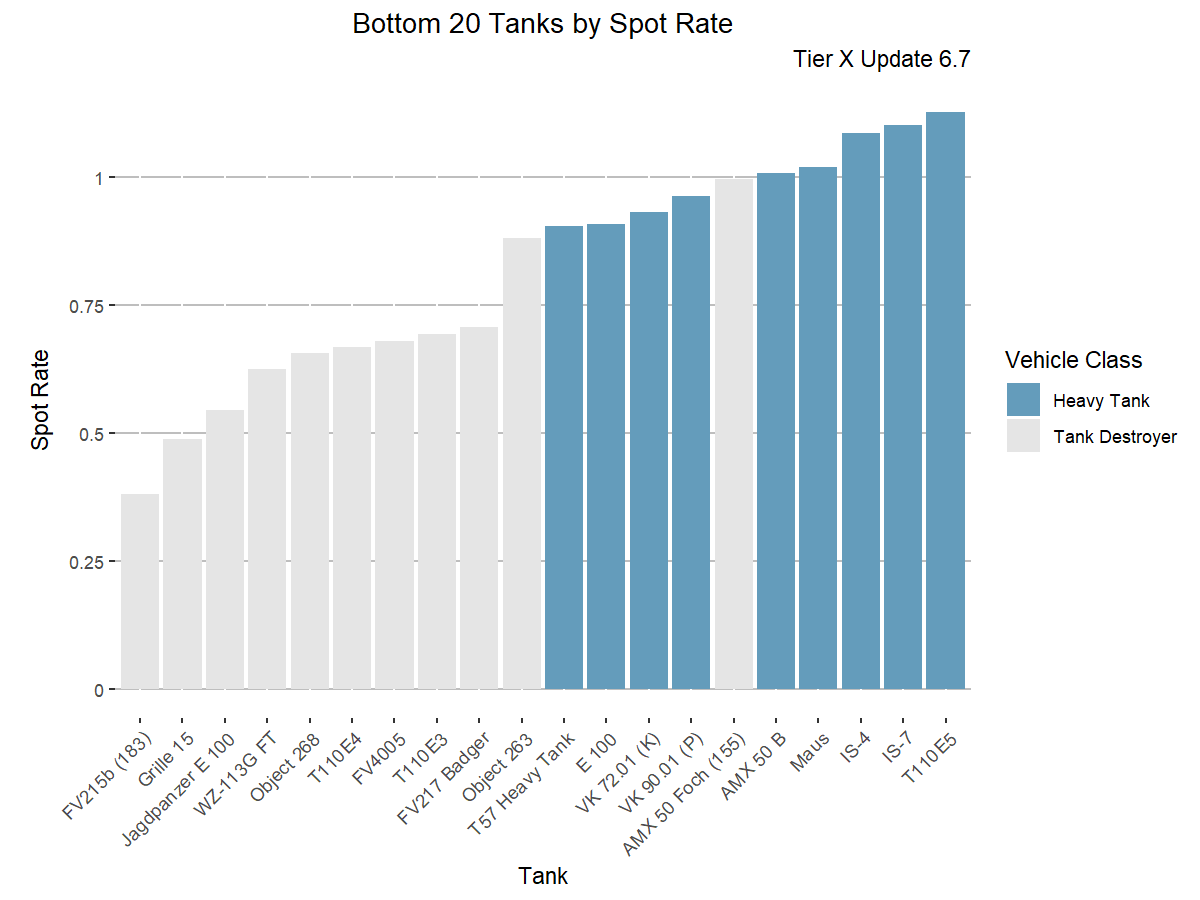 Bottom 20 Tanks by Spot Rate
Tier X Update 6.7
Spot Rate
1
0.75
0.5
0.25
0
FV215b (183)
Grille 15
Jagdpanzer E 100
WZ-113G FT
Object 268
T110E4
FV4005
T110E3
FV217 Badger
Object 263
T57 Heavy Tank
E 100
VK 72.01 (K)
VK 90.01 (P)
AMX 50 Foch (155)
AMX 50 B
Maus
IS-4
IS-7
T110E5
Tank
Vehicle Class
Heavy Tank
Tank Destroyer